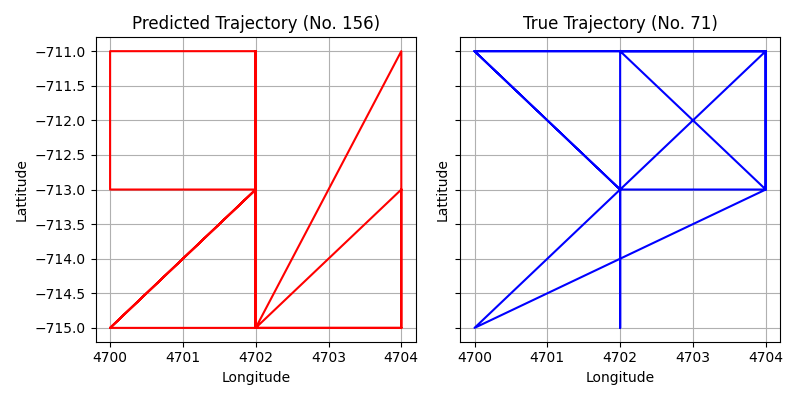 Predicted Trajectory (No. 156)
True Trajectory (No. 71)
Lattitude
−711.0
−711.5
−712.0
−712.5
−713.0
−713.5
−714.0
−714.5
−715.0
4700 4701 4702 4703 4704
Longitude
Lattitude
4700 4701 4702 4703 4704
Longitude